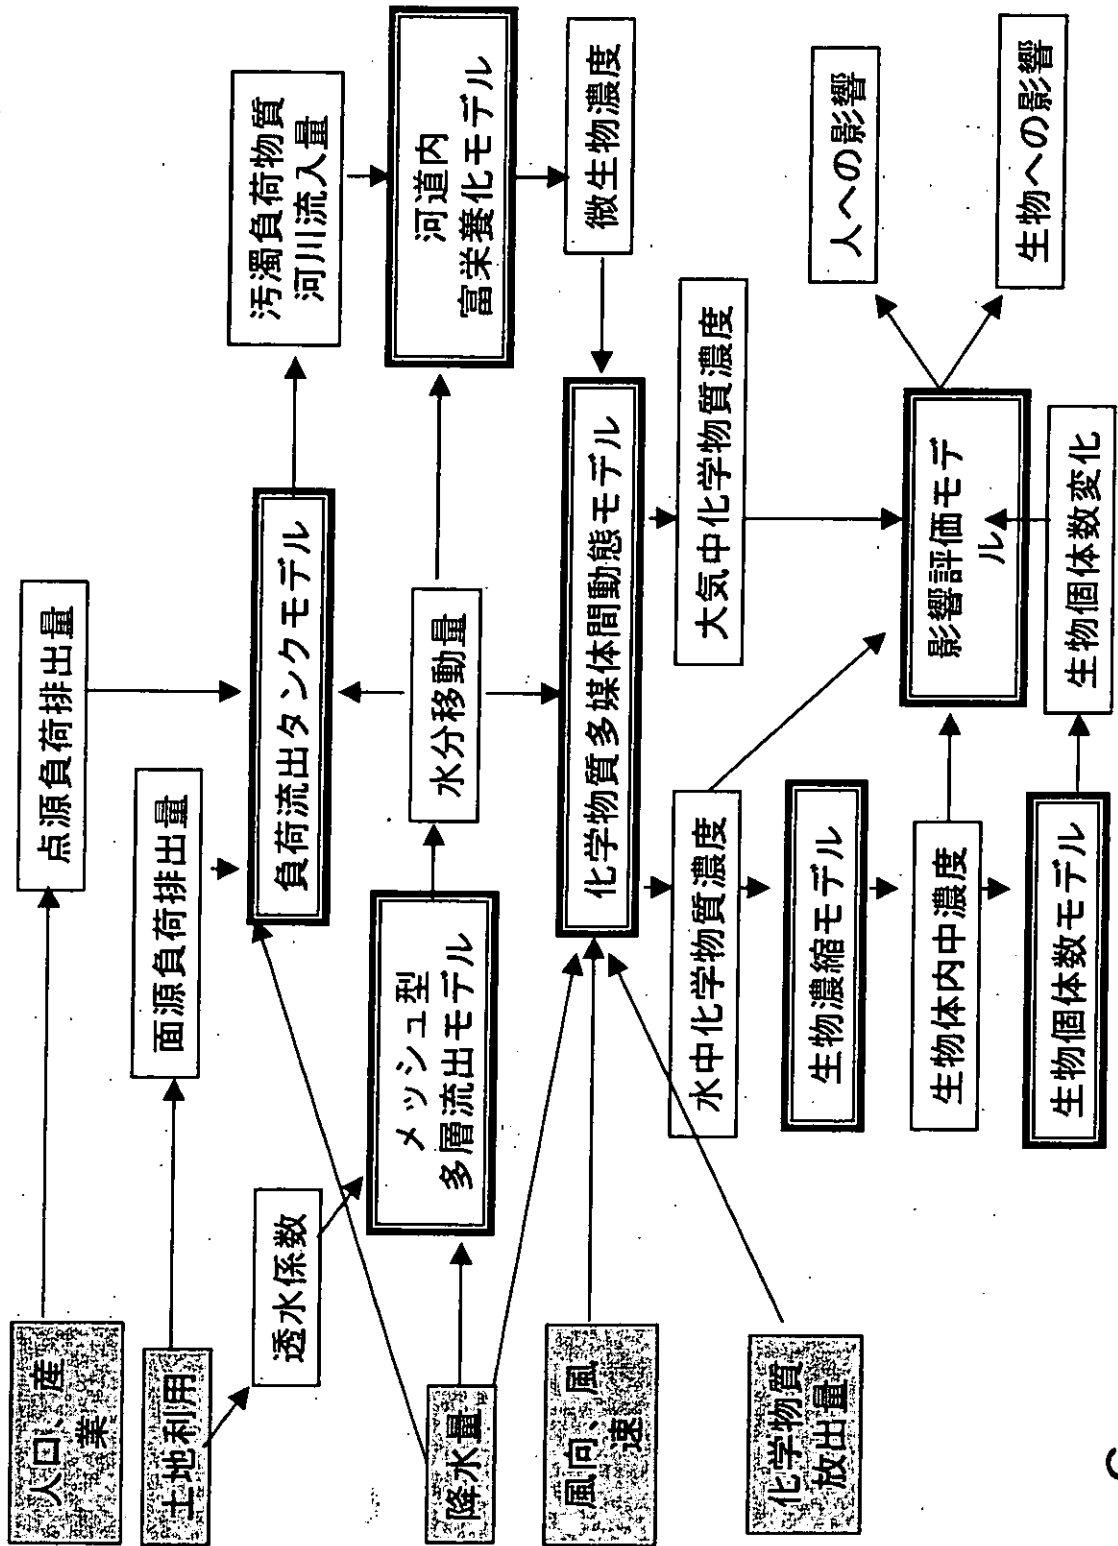 人口、産
業
土地利用
降水量
風向、風
速
化学物質
放出量
点源負荷排出量
面源負荷排出量
透水係数
メッシュ型
多層流出モデル
負荷流出タンクモデル
水分移動量
汚濁負荷物質
河川流入量
河道内
富栄養化モデル
微生物濃度
化学物質多媒体間動態モデル
水中化学物質濃度
大気中化学物質濃度
生物濃縮モデル
生物体内中濃度
生物個体数モデル
生物個体数変化
影響評価モデ
ル
人への影響
生物への影響